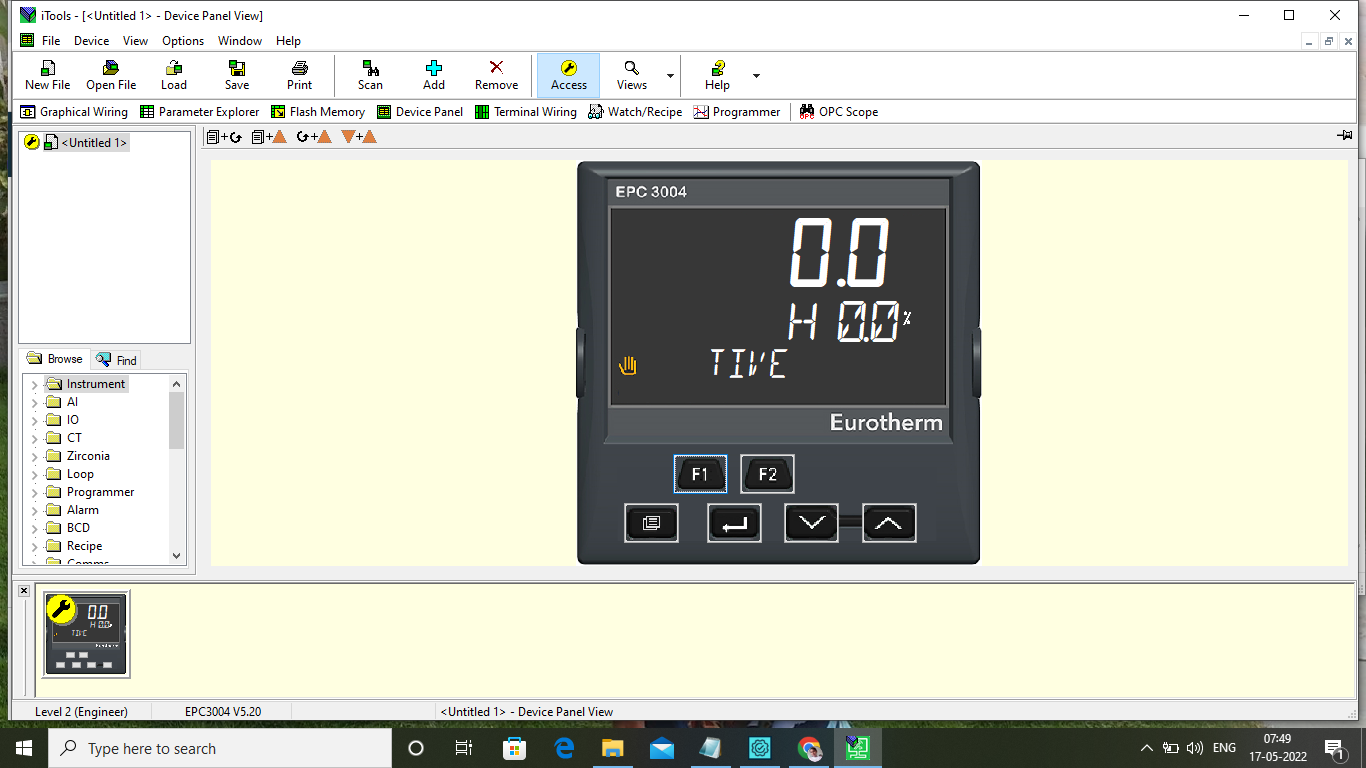 iTools - [<Untitled 1> - Device Panel View]
File Device View Options Window Help
New File Open File Load Save Print Scan Add Remove Access Views Help
Graphical Wiring Parameter Explorer Flash Memory Device Panel Terminal Wiring Watch/Recipe Programmer OPC Scope
<Untitled 1>
EPC 3004
0.0
H 0.0%
TIVE
Eurotherm
F1 F2
Browse Find
Instrument
AI
IO
CT
Zirconia
Loop
Programmer
Alarm
BCD
Recipe
Comms
0.0
H 0.0%
TIVE
Level 2 (Engineer) EPC3004 V5.20 <Untitled 1> - Device Panel View
Type here to search
ENG
07:49
17-05-2022
1